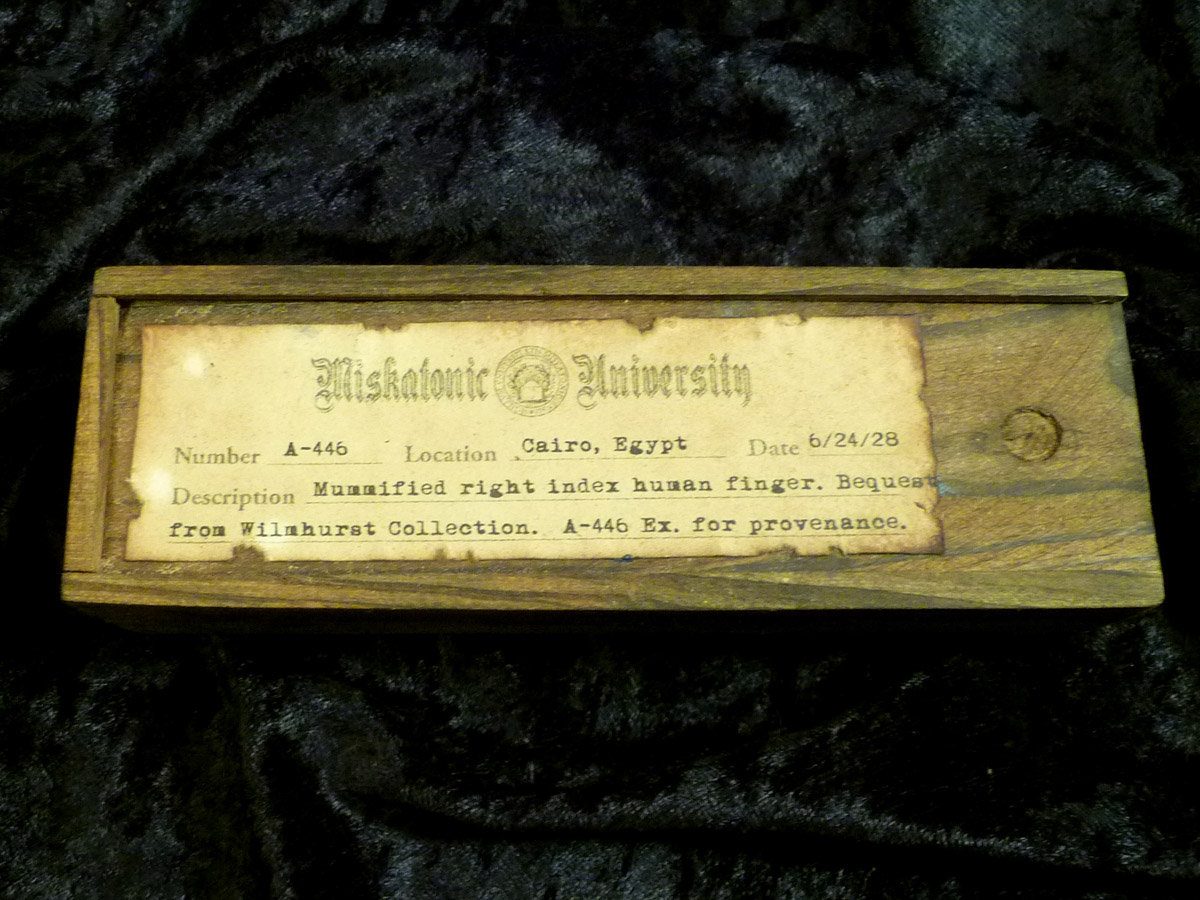 Miskatonic University
Number A-446 Location Cairo, Egypt Date 6/24/28
Description Mummified right index human finger. Bequest
from Wilmhurst Collection. A-446 Ex. for provenance.